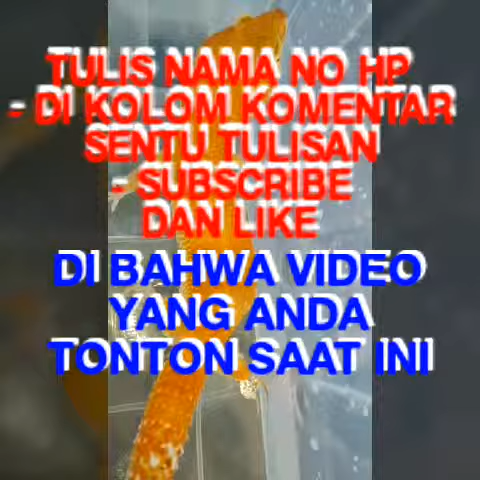 TULIS NAMA NO HP
- DI KOLOM KOMENTAR
SENTU TULISAN
- SUBSCRIBE
DAN LIKE
DI BAHWA VIDEO
YANG ANDA
TONTON SAAT INI